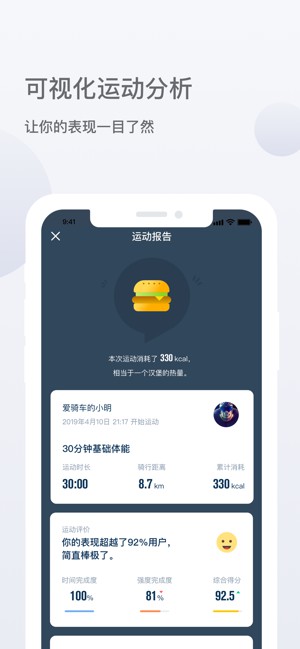 可视化运动分析
让你的表现一目了然
9:41
运动报告
本次运动消耗了 330 kcal,
相当于一个汉堡的热量。
爱骑车的小明
2019年4月10日 21:17 开始运动
30分钟基础体能
运动时长 骑行距离 累计消耗
30:00 8.7 km 330 kcal
运动评价
你的表现超越了92%用户，
简直棒极了。
时间完成度 强度完成度 综合得分
100% 81% 92.5